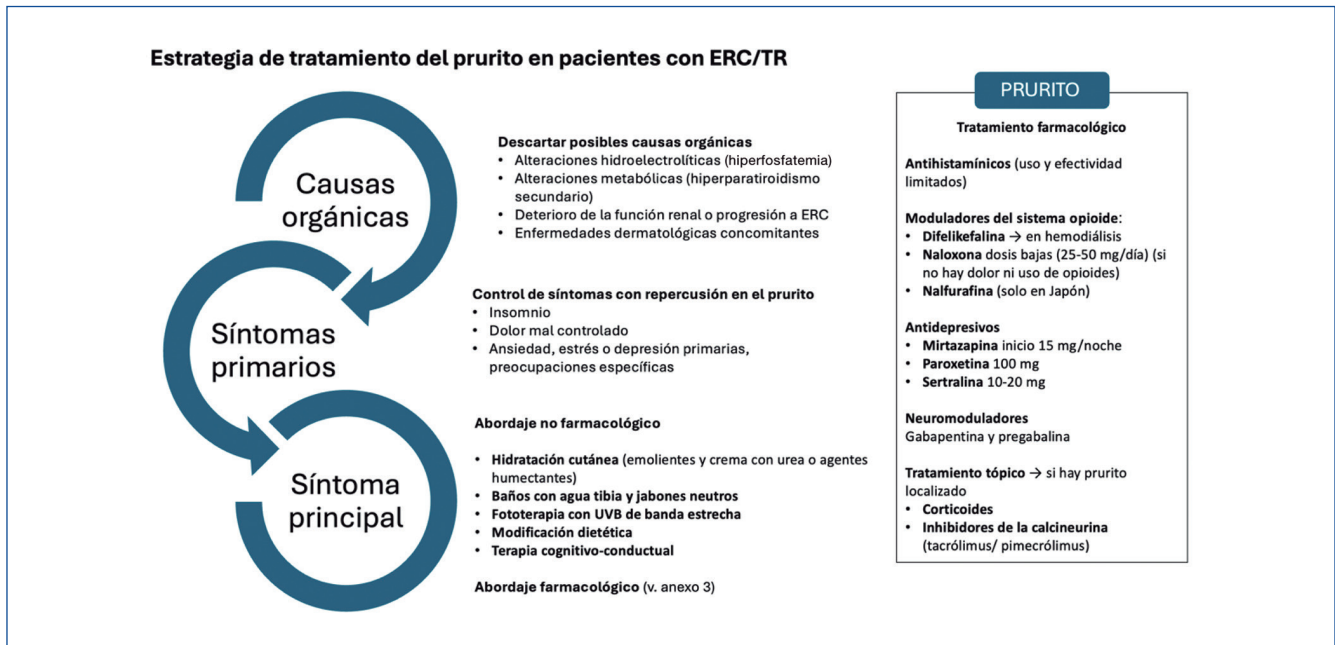 Estrategia de tratamiento del prurito en pacientes con ERC/TR
Causas
orgánicas
Descartar posibles causas orgánicas
• Alteraciones hidroelectrolíticas (hiperfosfatemia)
• Alteraciones metabólicas (hiperparatiroidismo
secundario)
• Deterioro de la función renal o progresión a ERC
• Enfermedades dermatológicas concomitantes
Síntomas
primarios
Control de síntomas con repercusión en el prurito
• Insomnio
• Dolor mal controlado
• Ansiedad, estrés o depresión primarias,
preocupaciones específicas
Síntoma
principal
Abordaje no farmacológico
• Hidratación cutánea (emolientes y crema con urea o agentes
humectantes)
• Baños con agua tibia y jabones neutros
• Fototerapia con UVB de banda estrecha
• Modificación dietética
• Terapia cognitivo-conductual
Abordaje farmacológico (v. anexo 3)
PRURITO
Tratamiento farmacológico
Antihistamínicos (uso y efectividad
limitados)
Moduladores del sistema opioide:
• Difelikefalina → en hemodiálisis
• Naloxona dosis bajas (25-50 mg/día) (si
no hay dolor ni uso de opioides)
• Nalfurafina (solo en Japón)
Antidepresivos
• Mirtazapina inicio 15 mg/noche
• Paroxetina 100 mg
• Sertralina 10-20 mg
Neuromoduladores
Gabapentina y pregabalina
Tratamiento tópico → si hay prurito
localizado
• Corticoides
• Inhibidores de la calcineurina
(tacrólimus/ pimecrólimus)